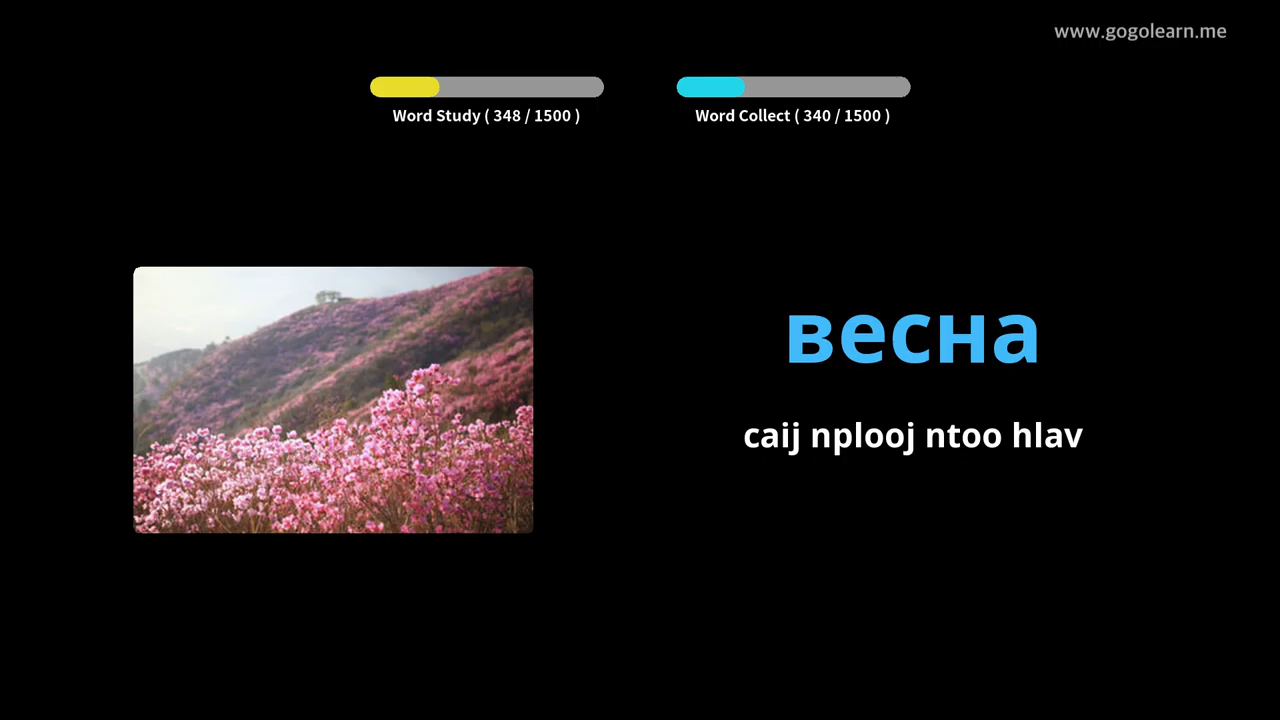 www.gogolearn.me
Word Study ( 348 / 1500 )
Word Collect ( 340 / 1500 )
весна
caij nplooj ntoo hlav